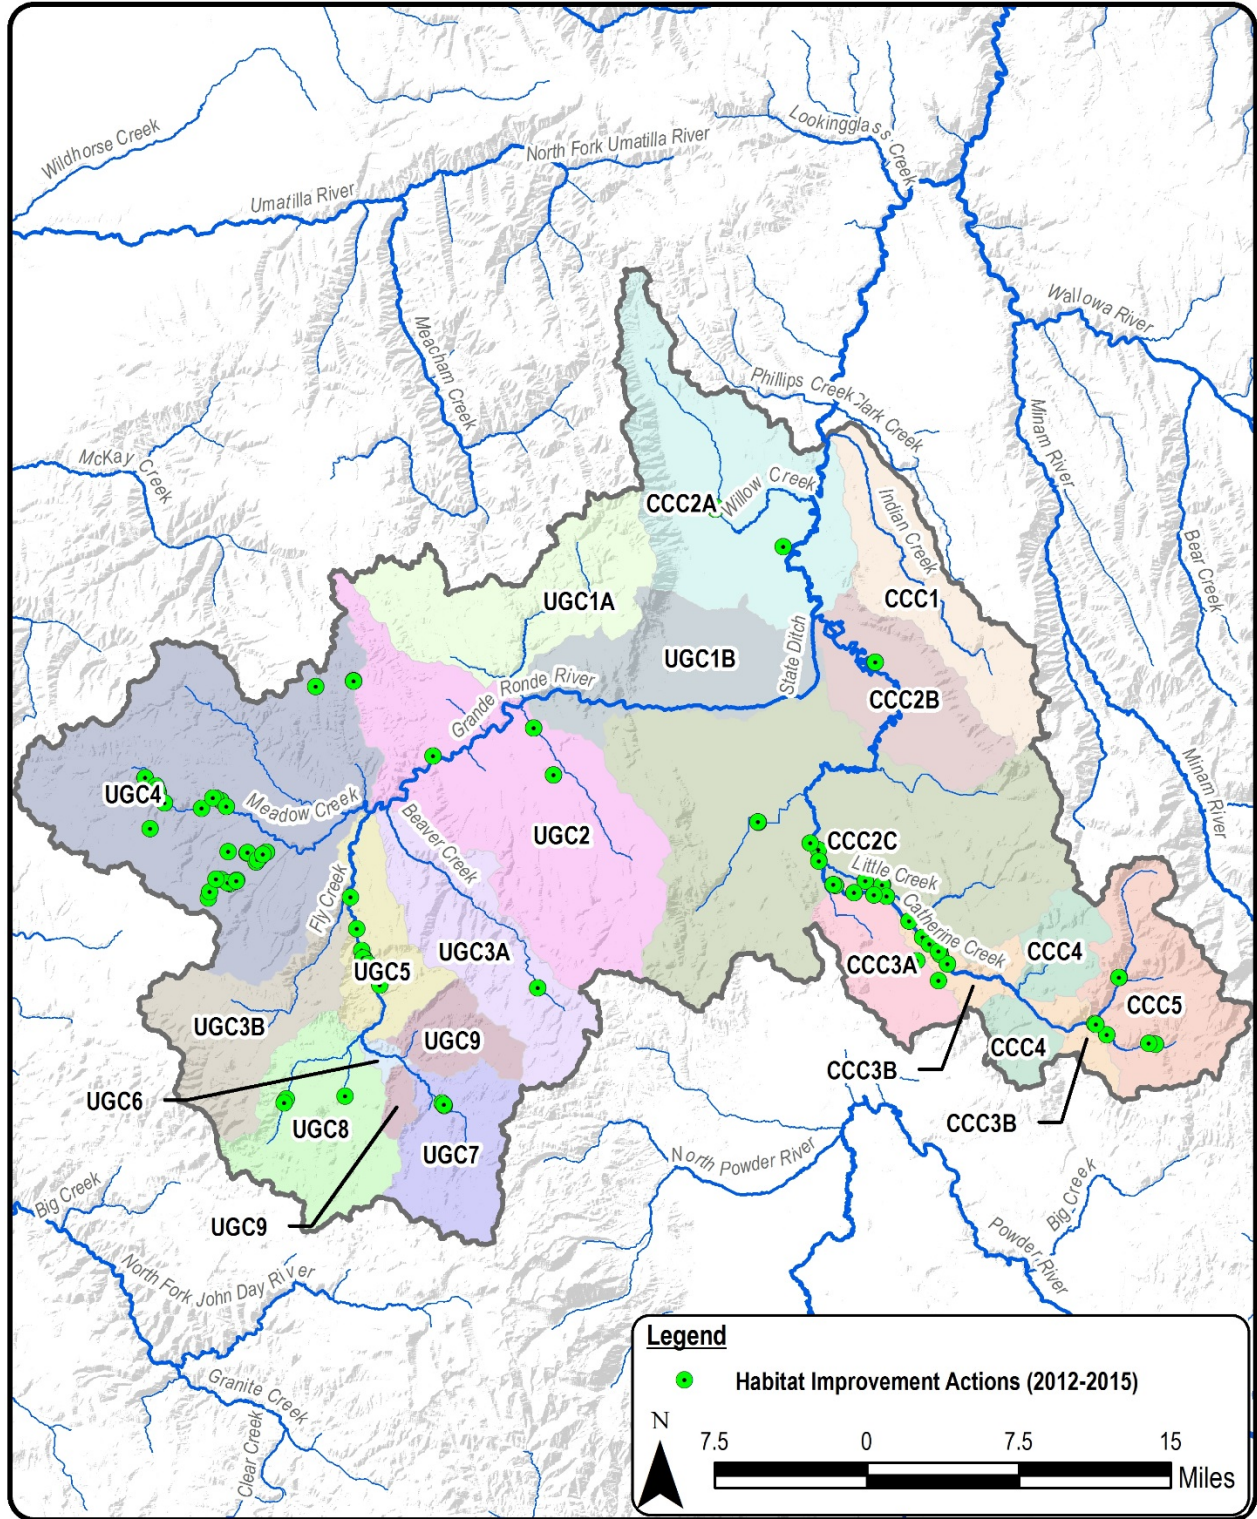 Lookingglass Creek
Wildhorse Creek
North Fork Umatilla River
Umatilla River
Wallowa River
Meacham Creek
Phillips Creek
Clark Creek
Minam River
McKay Creek
Willow Creek
CCC2A
Indian Creek
Bear Creek
UGC1A
CCC1
UGC1B
State Ditch
CCC2B
Grande Ronde River
Minam River
UGC4
Meadow Creek
Beaver Creek
UGC2
CCC2C
Little Creek
Fly Creek
Catherine Creek
UGC3A
CCC4
CCC3A
UGC5
CCC5
UGC3B
UGC9
CCC4
CCC3B
UGC6
UGC8
CCC3B
UGC7
North Powder River
Big Creek
Big Creek
UGC9
Powder River
North Fork John Day River
Granite Creek
Clear Creek
Legend
Habitat Improvement Actions (2012-2015)
N
7.5 0 7.5 15
Miles